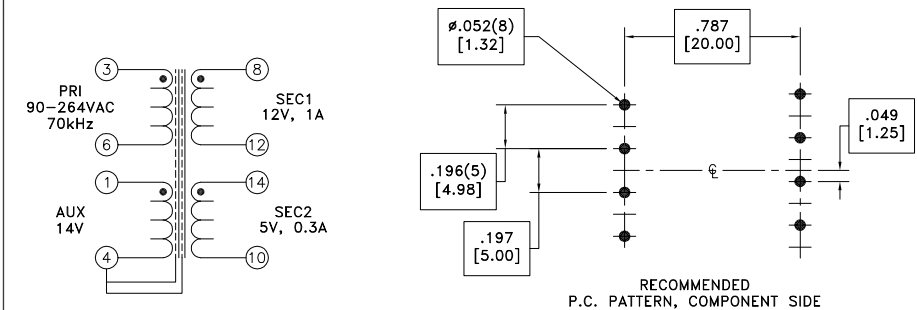 3
8
PRI
90-264VAC
70kHz
SEC1
12V, 1A
6
12
1
14
AUX
14V
SEC2
5V, 0.3A
4
10
ø.052(8)
[1.32]
.787
[20.00]
.049
[1.25]
.196(5)
[4.98]
℄
.197
[5.00]
RECOMMENDED
P.C. PATTERN, COMPONENT SIDE